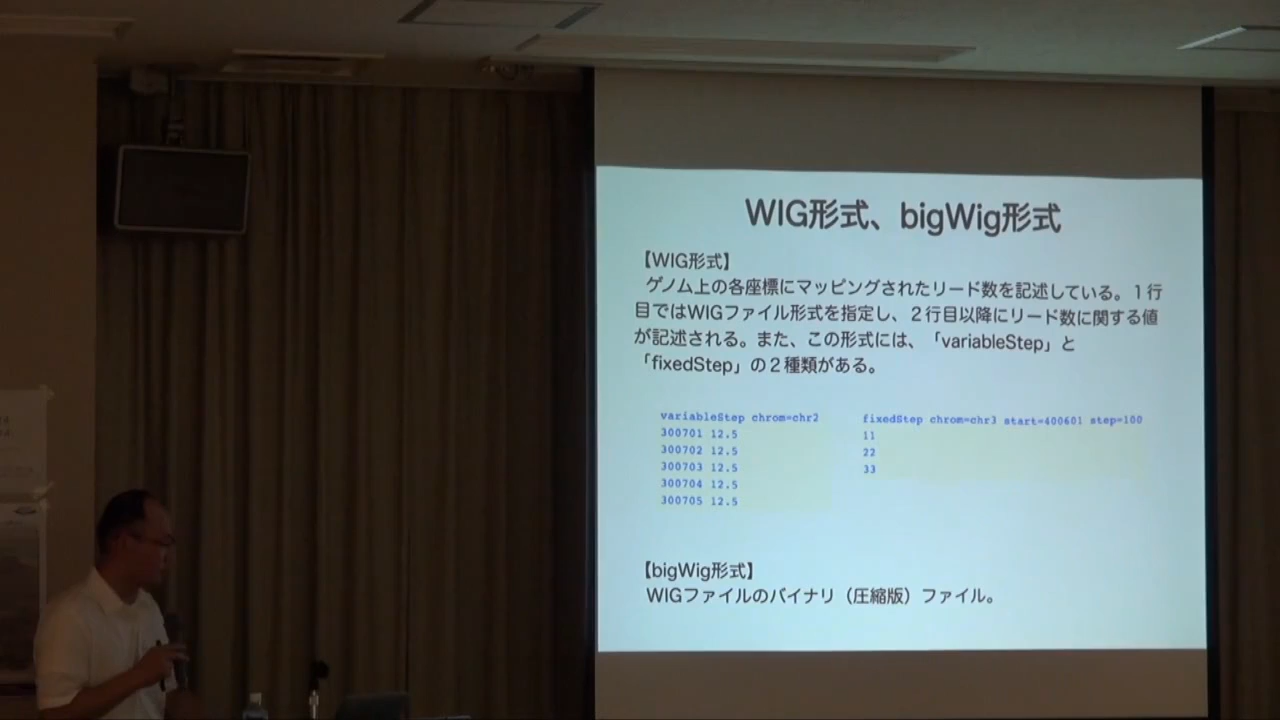 WIG形式、bigWig形式
【WIG形式】
ゲノム上の各座標にマッピングされたリード数を記述している。１行
目ではWIGファイル形式を指定し、２行目以降にリード数に関する値
が記述される。また、この形式には、「variableStep」と
「fixedStep」の２種類がある。
variableStep chrom=chr2
300701 12.5
300702 12.5
300703 12.5
300704 12.5
300705 12.5
fixedStep chrom=chr3 start=400601 step=100
11
22
33
【bigWig形式】
WIGファイルのバイナリ（圧縮版）ファイル。